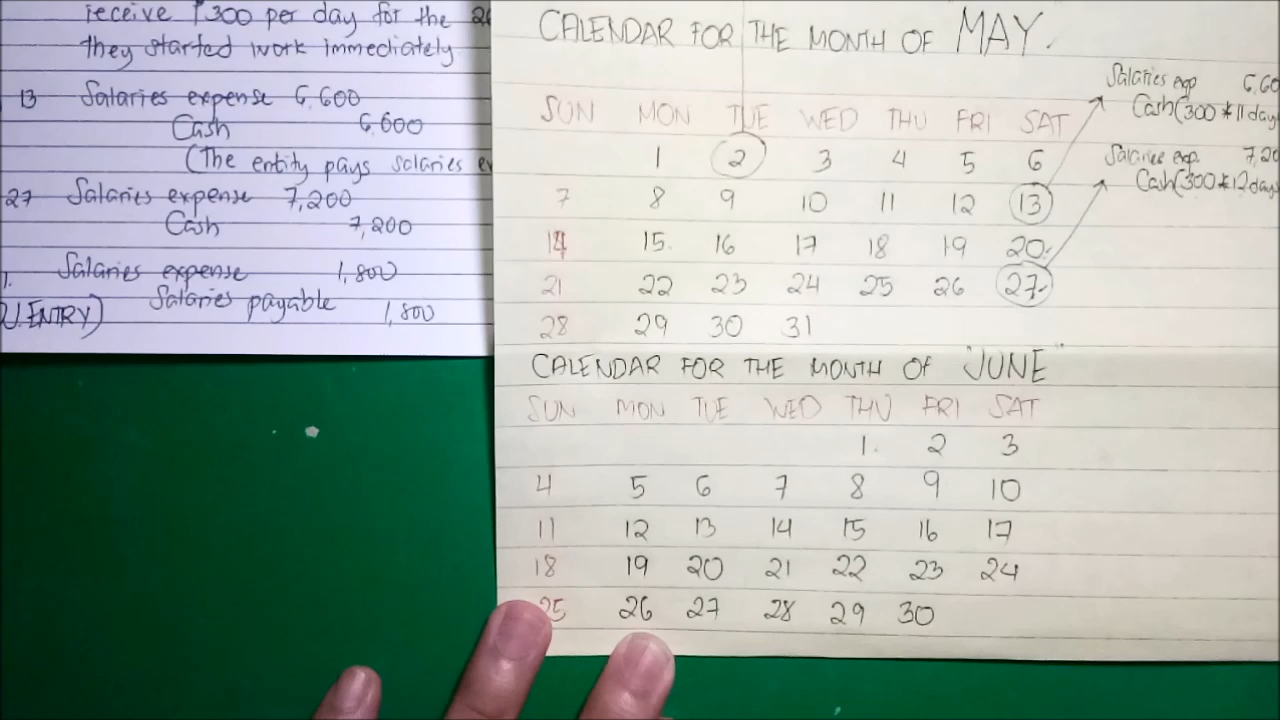 receive ₱300 per day for the
they started work immediately
13 Salaries expense 6,600
Cash 6,600
(The entity pays salaries
27 Salaries expense 7,200
Cash 7,200
Salaries expense 1,800
Salaries payable 1,800
ENTRY)
CALENDAR FOR THE MONTH OF MAY.
SUN MON TUE WED THU FRI SAT
1 2 3 4 5 6
7 8 9 10 11 12 13
14 15. 16 17 18 19 20.
21 22 23 24 25 26 27.
28 29 30 31
Salaries exp 6,60
Cash (300 * 11 day
Salaries exp. 7,20
Cash (300 * 12 days
CALENDAR FOR THE MONTH OF "JUNE"
SUN MON TUE WED THU FRI SAT
1. 2 3
4 5 6 7 8 9 10
11 12 13 14 15 16 17
18 19 20 21 22 23 24
25 26 27 28 29 30